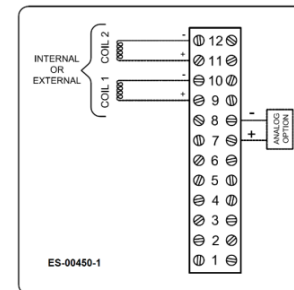 INTERNAL
OR
EXTERNAL
COIL 2
-
+
COIL 1
-
+
12
11
10
9
8
7
6
5
4
3
2
1
-
+
ANALOG
OPTION
ES-00450-1